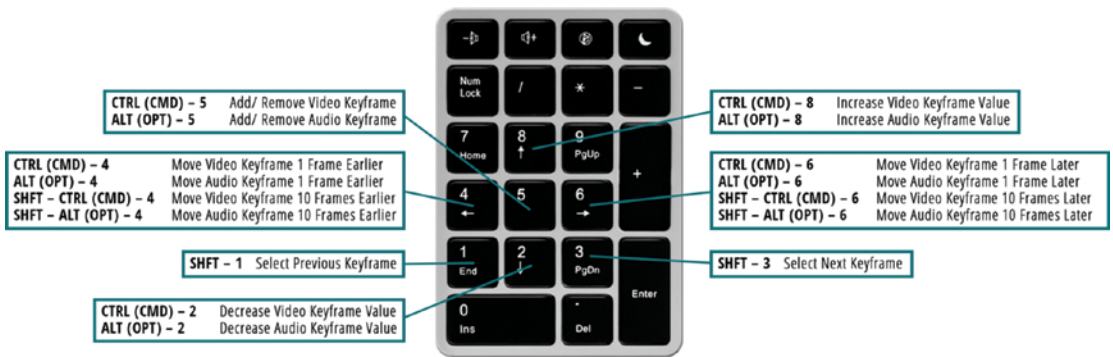 Num
Lock
/
*
-
CTRL (CMD) – 5 Add/ Remove Video Keyframe
ALT (OPT) – 5 Add/ Remove Audio Keyframe
CTRL (CMD) – 8 Increase Video Keyframe Value
ALT (OPT) – 8 Increase Audio Keyframe Value
7
Home
8
↑
9
PgUp
+
CTRL (CMD) – 4 Move Video Keyframe 1 Frame Earlier
ALT (OPT) – 4 Move Audio Keyframe 1 Frame Earlier
SHFT – CTRL (CMD) – 4 Move Video Keyframe 10 Frames Earlier
SHFT – ALT (OPT) – 4 Move Audio Keyframe 10 Frames Earlier
4
←
5
6
→
CTRL (CMD) – 6 Move Video Keyframe 1 Frame Later
ALT (OPT) – 6 Move Audio Keyframe 1 Frame Later
SHFT – CTRL (CMD) – 6 Move Video Keyframe 10 Frames Later
SHFT – ALT (OPT) – 6 Move Audio Keyframe 10 Frames Later
SHFT – 1 Select Previous Keyframe
1
End
2
↓
3
PgDn
SHFT – 3 Select Next Keyframe
Enter
CTRL (CMD) – 2 Decrease Video Keyframe Value
ALT (OPT) – 2 Decrease Audio Keyframe Value
0
Ins
.
Del